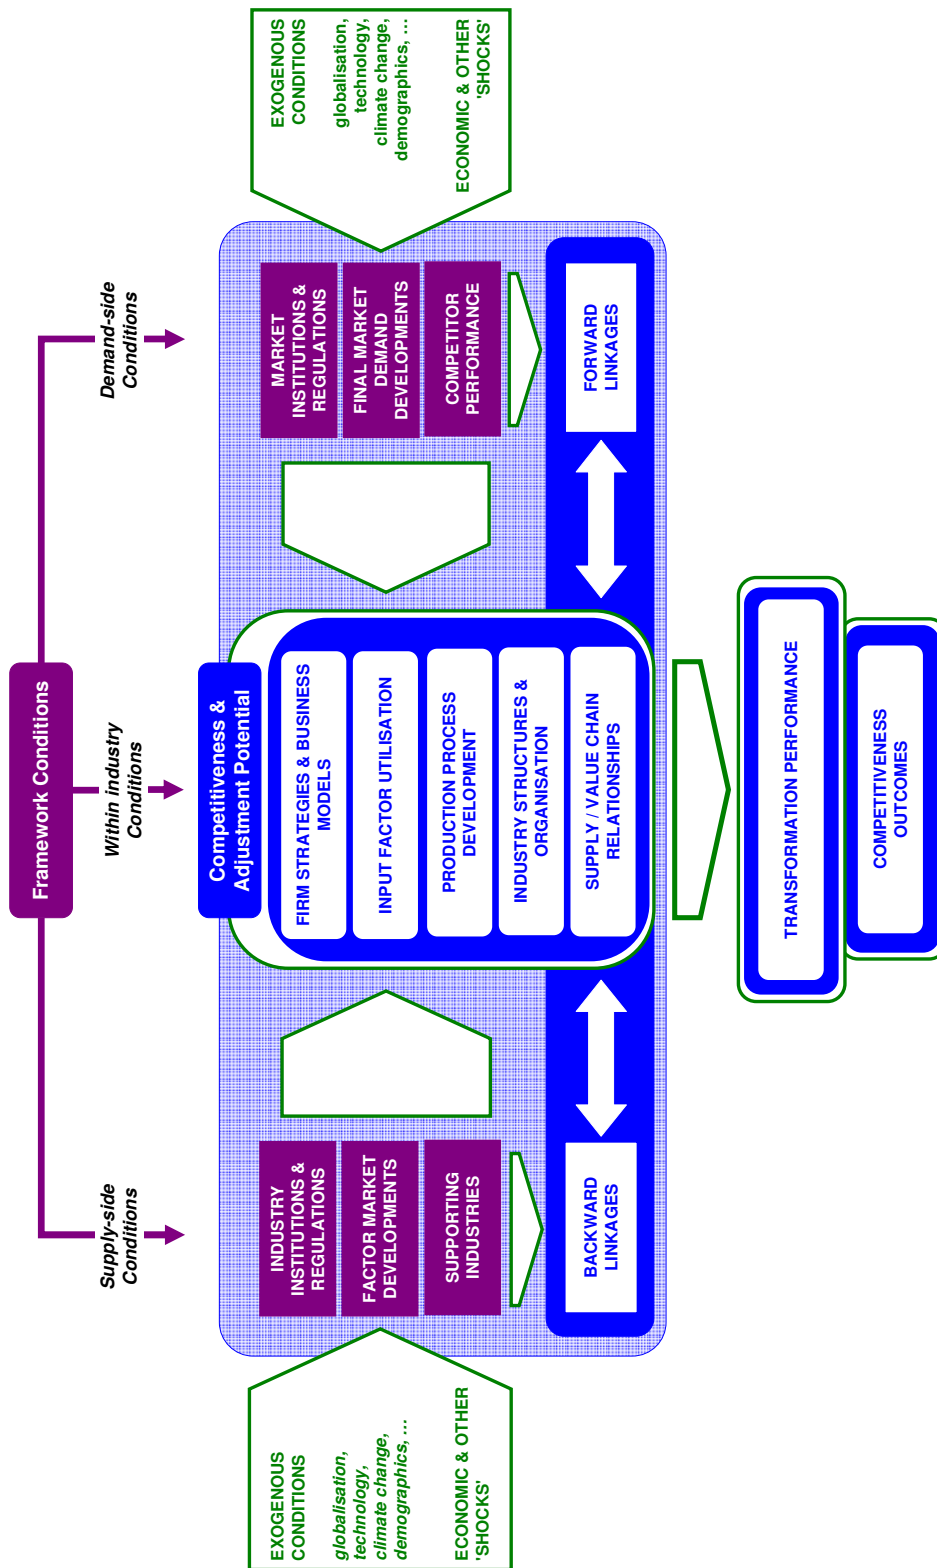 Framework Conditions
Supply-side
Conditions
Within industry
Conditions
Demand-side
Conditions
EXOGENOUS
CONDITIONS
globalisation,
technology,
climate change,
demographics, ...
ECONOMIC & OTHER
'SHOCKS'
INDUSTRY
INSTITUTIONS &
REGULATIONS
FACTOR MARKET
DEVELOPMENTS
SUPPORTING
INDUSTRIES
BACKWARD
LINKAGES
Competitiveness &
Adjustment Potential
FIRM STRATEGIES & BUSINESS
MODELS
INPUT FACTOR UTILISATION
PRODUCTION PROCESS
DEVELOPMENT
INDUSTRY STRUCTURES &
ORGANISATION
SUPPLY / VALUE CHAIN
RELATIONSHIPS
MARKET
INSTITUTIONS &
REGULATIONS
FINAL MARKET
DEMAND
DEVELOPMENTS
COMPETITOR
PERFORMANCE
FORWARD
LINKAGES
EXOGENOUS
CONDITIONS
globalisation,
technology,
climate change,
demographics, ...
ECONOMIC & OTHER
'SHOCKS'
TRANSFORMATION PERFORMANCE
COMPETITIVENESS
OUTCOMES